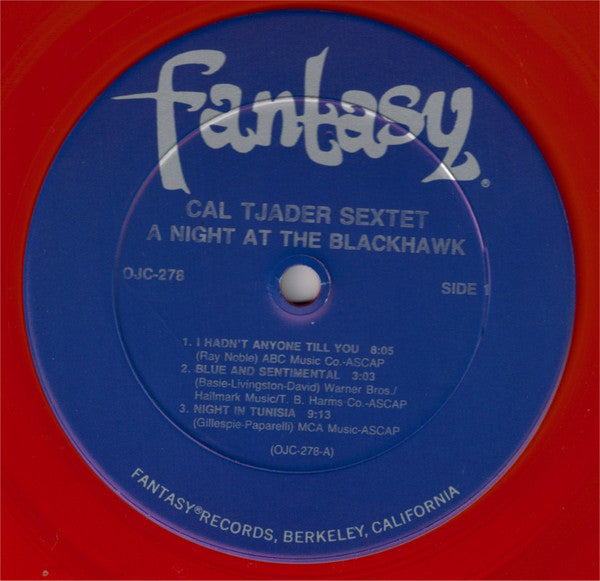 fantasy®
CAL TJADER SEXTET
A NIGHT AT THE BLACKHAWK
OJC-278
SIDE 1
1. I HADN'T ANYONE TILL YOU 8:05
(Ray Noble) ABC Music Co.-ASCAP
2. BLUE AND SENTIMENTAL 3:03
(Basie-Livingston-David) Warner Bros./
Hallmark Music/T. B. Harms Co.-ASCAP
3. NIGHT IN TUNISIA 9:13
(Gillespie-Paparelli) MCA Music-ASCAP
(OJC-278-A)
FANTASY® RECORDS, BERKELEY, CALIFORNIA